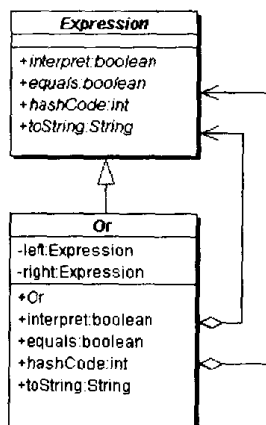 Expression
+interpret:boolean
+equals:boolean
+hashCode:int
+toString:String
Or
-left:Expression
-right:Expression
+Or
+interpret:boolean
+equals:boolean
+hashCode:int
+toString:String